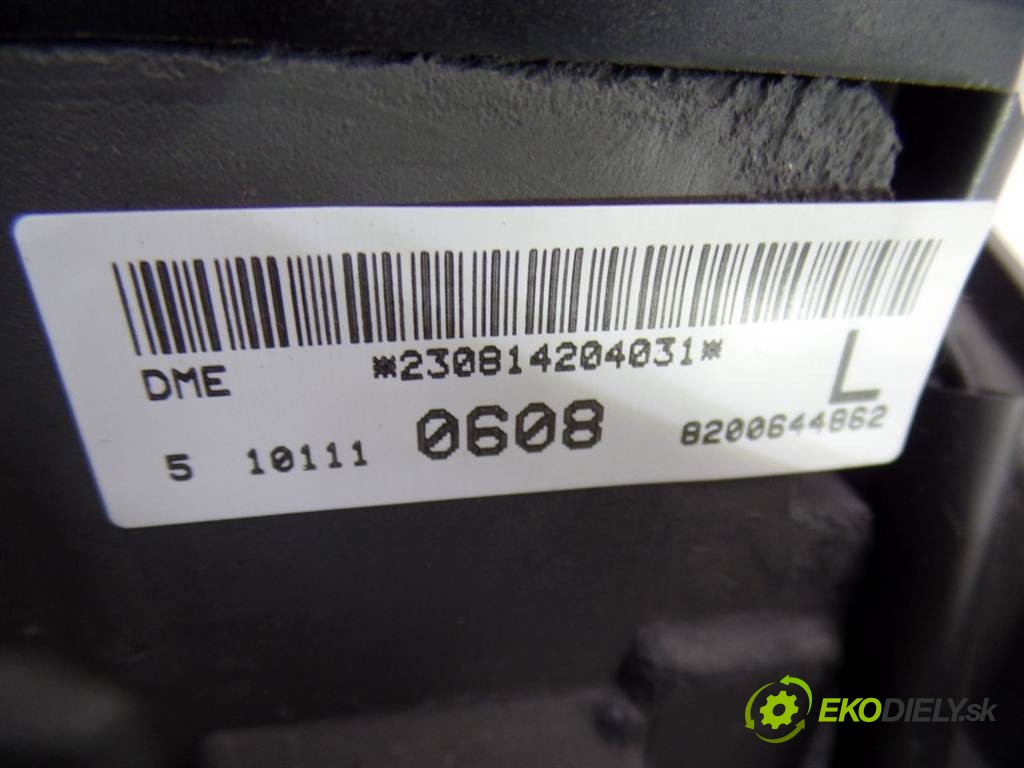 DME *230814204031* L
5 10111 0608 8200644862
EKODIELY.sk